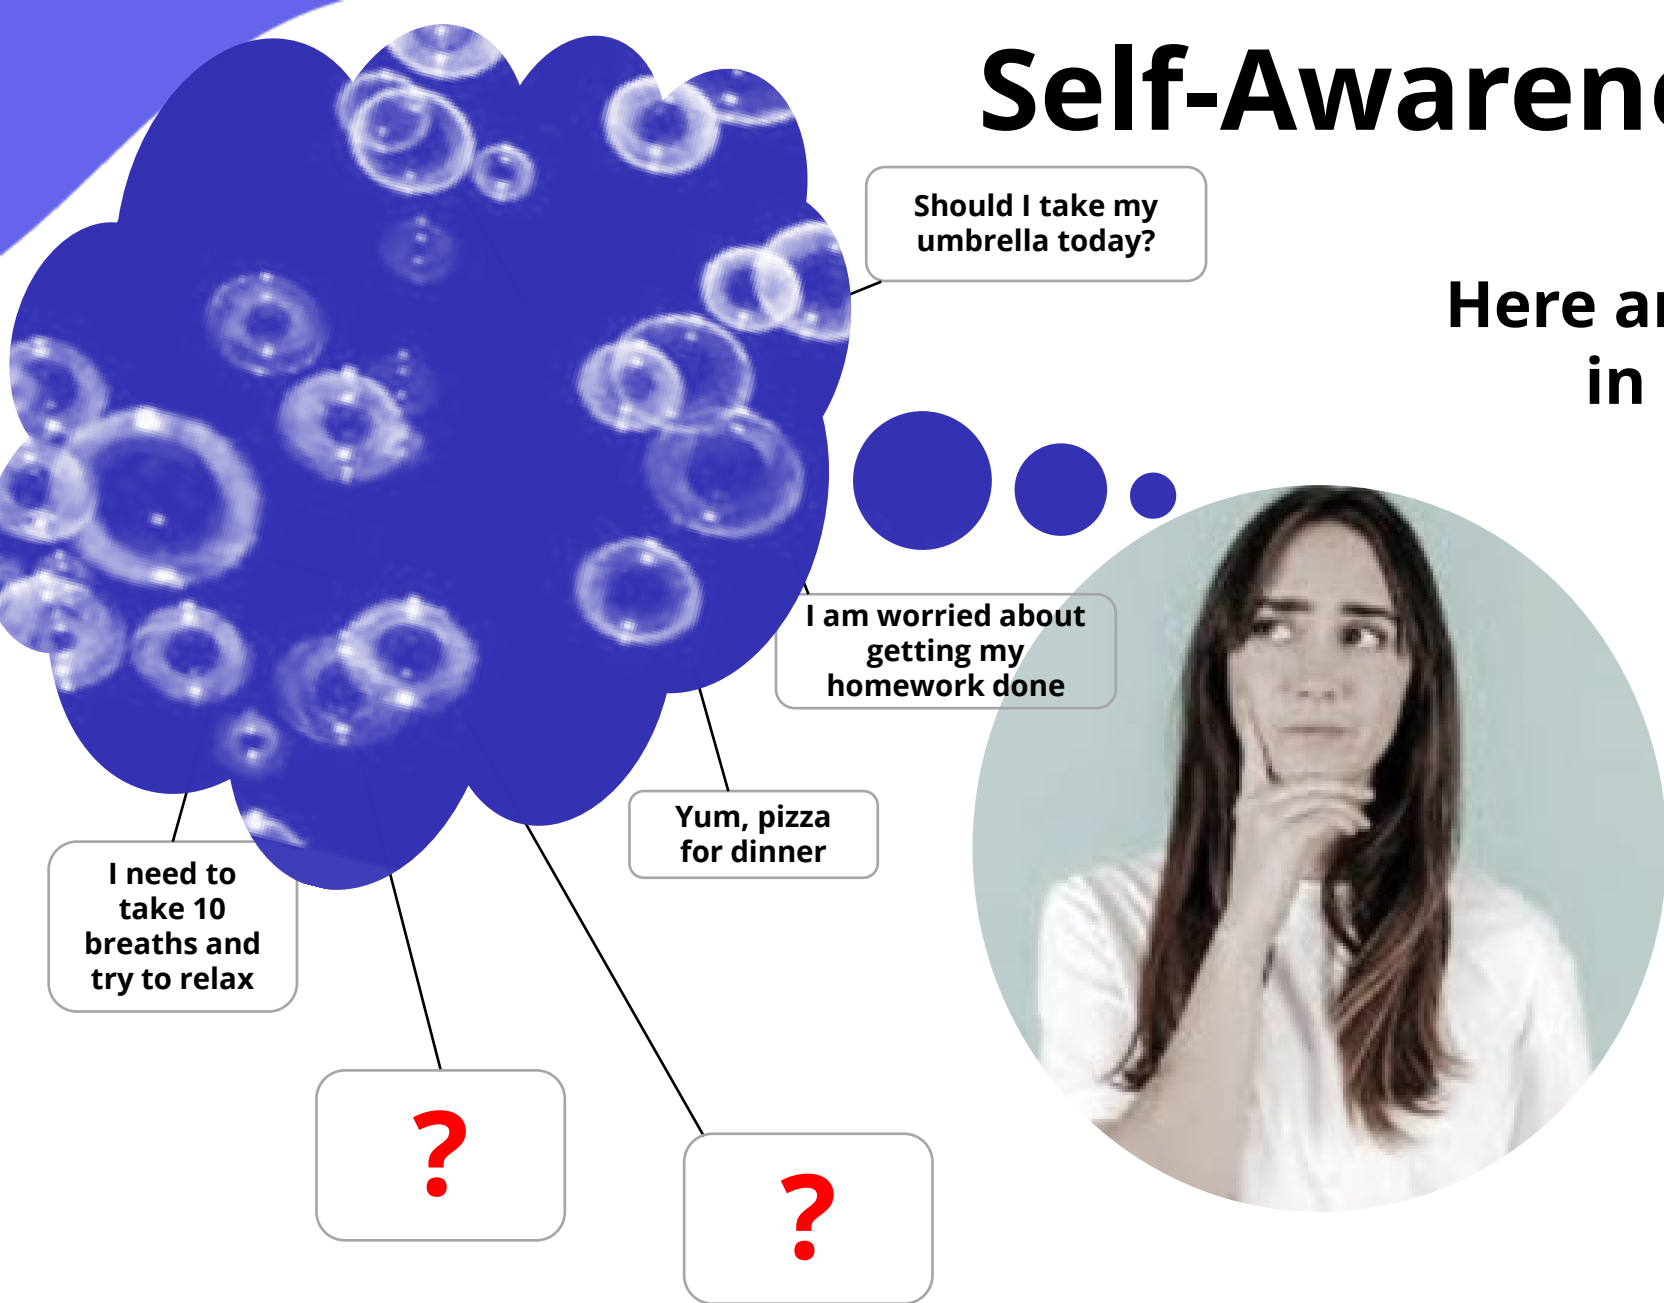 Self-Awaren
Should I take my
umbrella today?
Here
in
I am worried about
getting my
homework done
Yum, pizza
for dinner
I need to
take 10
breaths and
try to relax
?
?